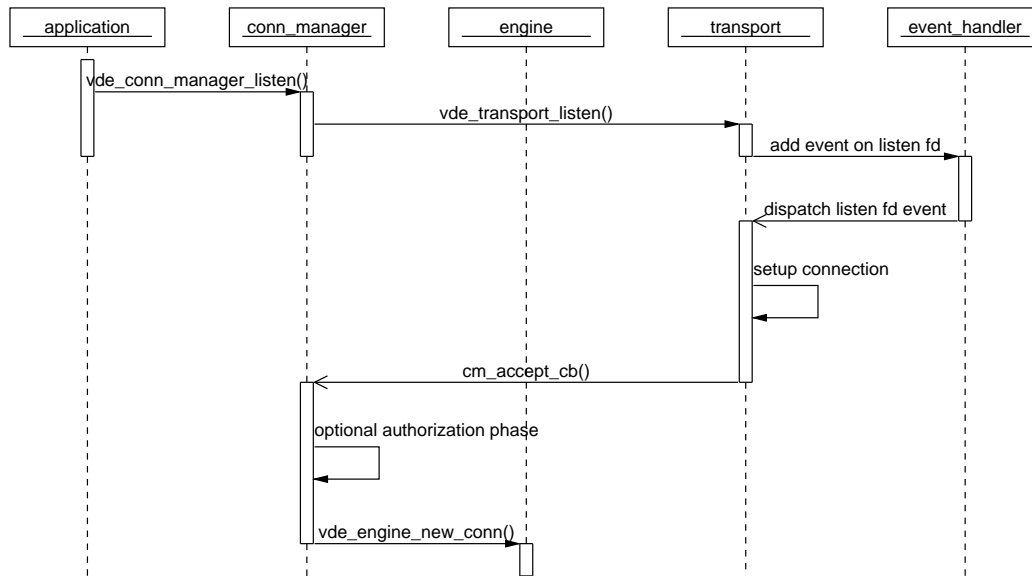 application
conn_manager
engine
transport
event_handler
vde_conn_manager_listen()
vde_transport_listen()
add event on listen fd
dispatch listen fd event
setup connection
cm_accept_cb()
optional authorization phase
vde_engine_new_conn()